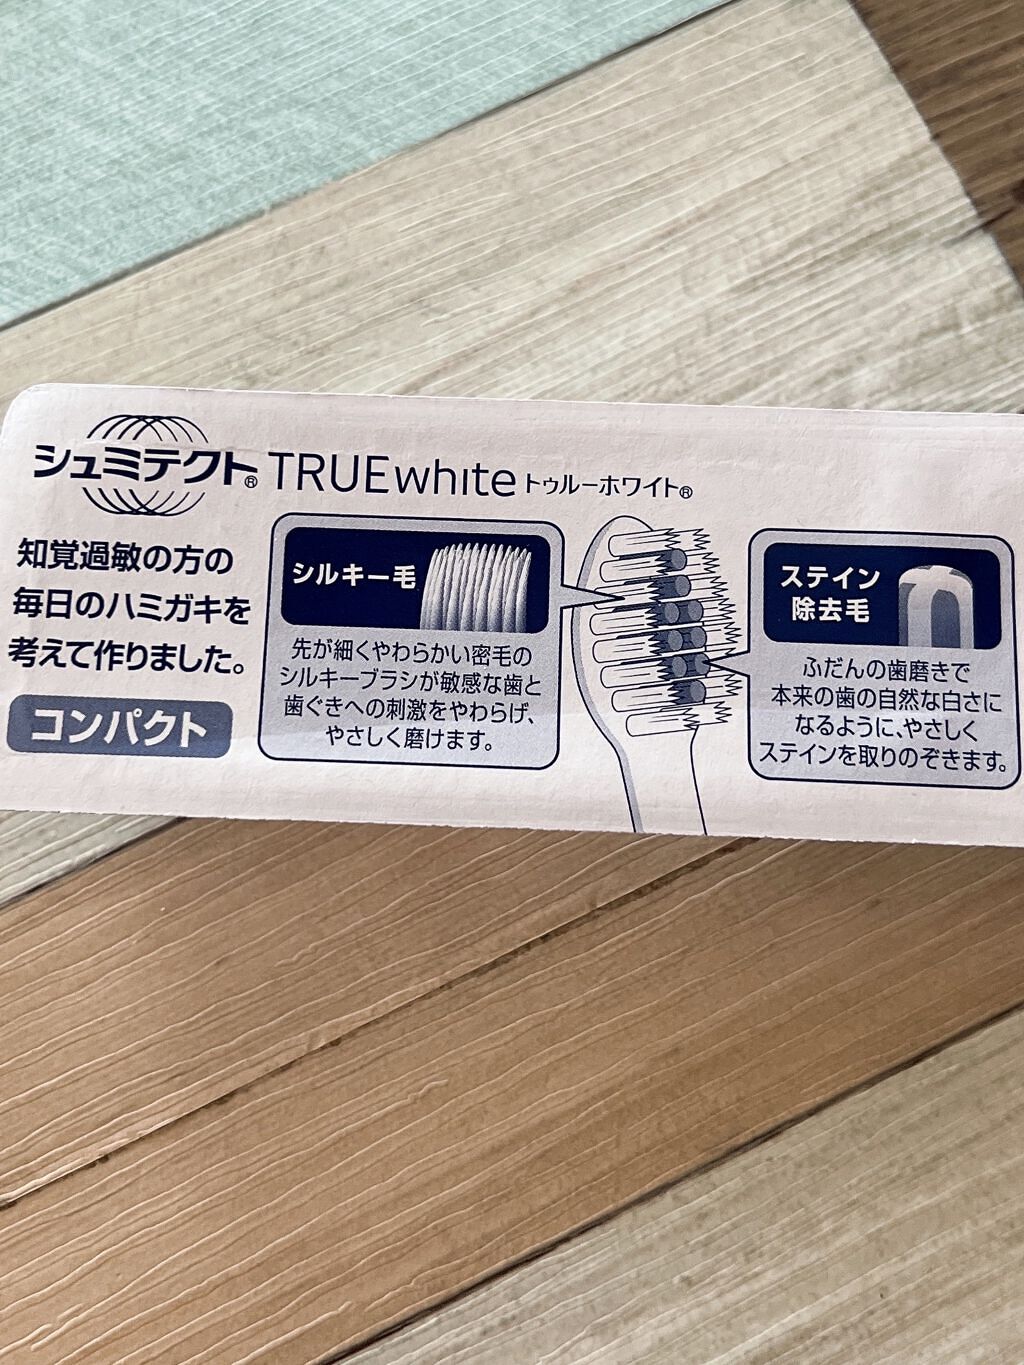 シュミテクト® TRUEwhite トゥルーホワイト®
知覚過敏の方の
毎日のハミガキを
考えて作りました。
コンパクト
シルキー毛
先が細くやわらかい密毛の
シルキーブラシが敏感な歯と
歯ぐきへの刺激をやわらげ、
やさしく磨けます。
ステイン
除去毛
ふだんの歯磨きで
本来の歯の自然な白さに
なるように、やさしく
ステインを取りのぞきます。